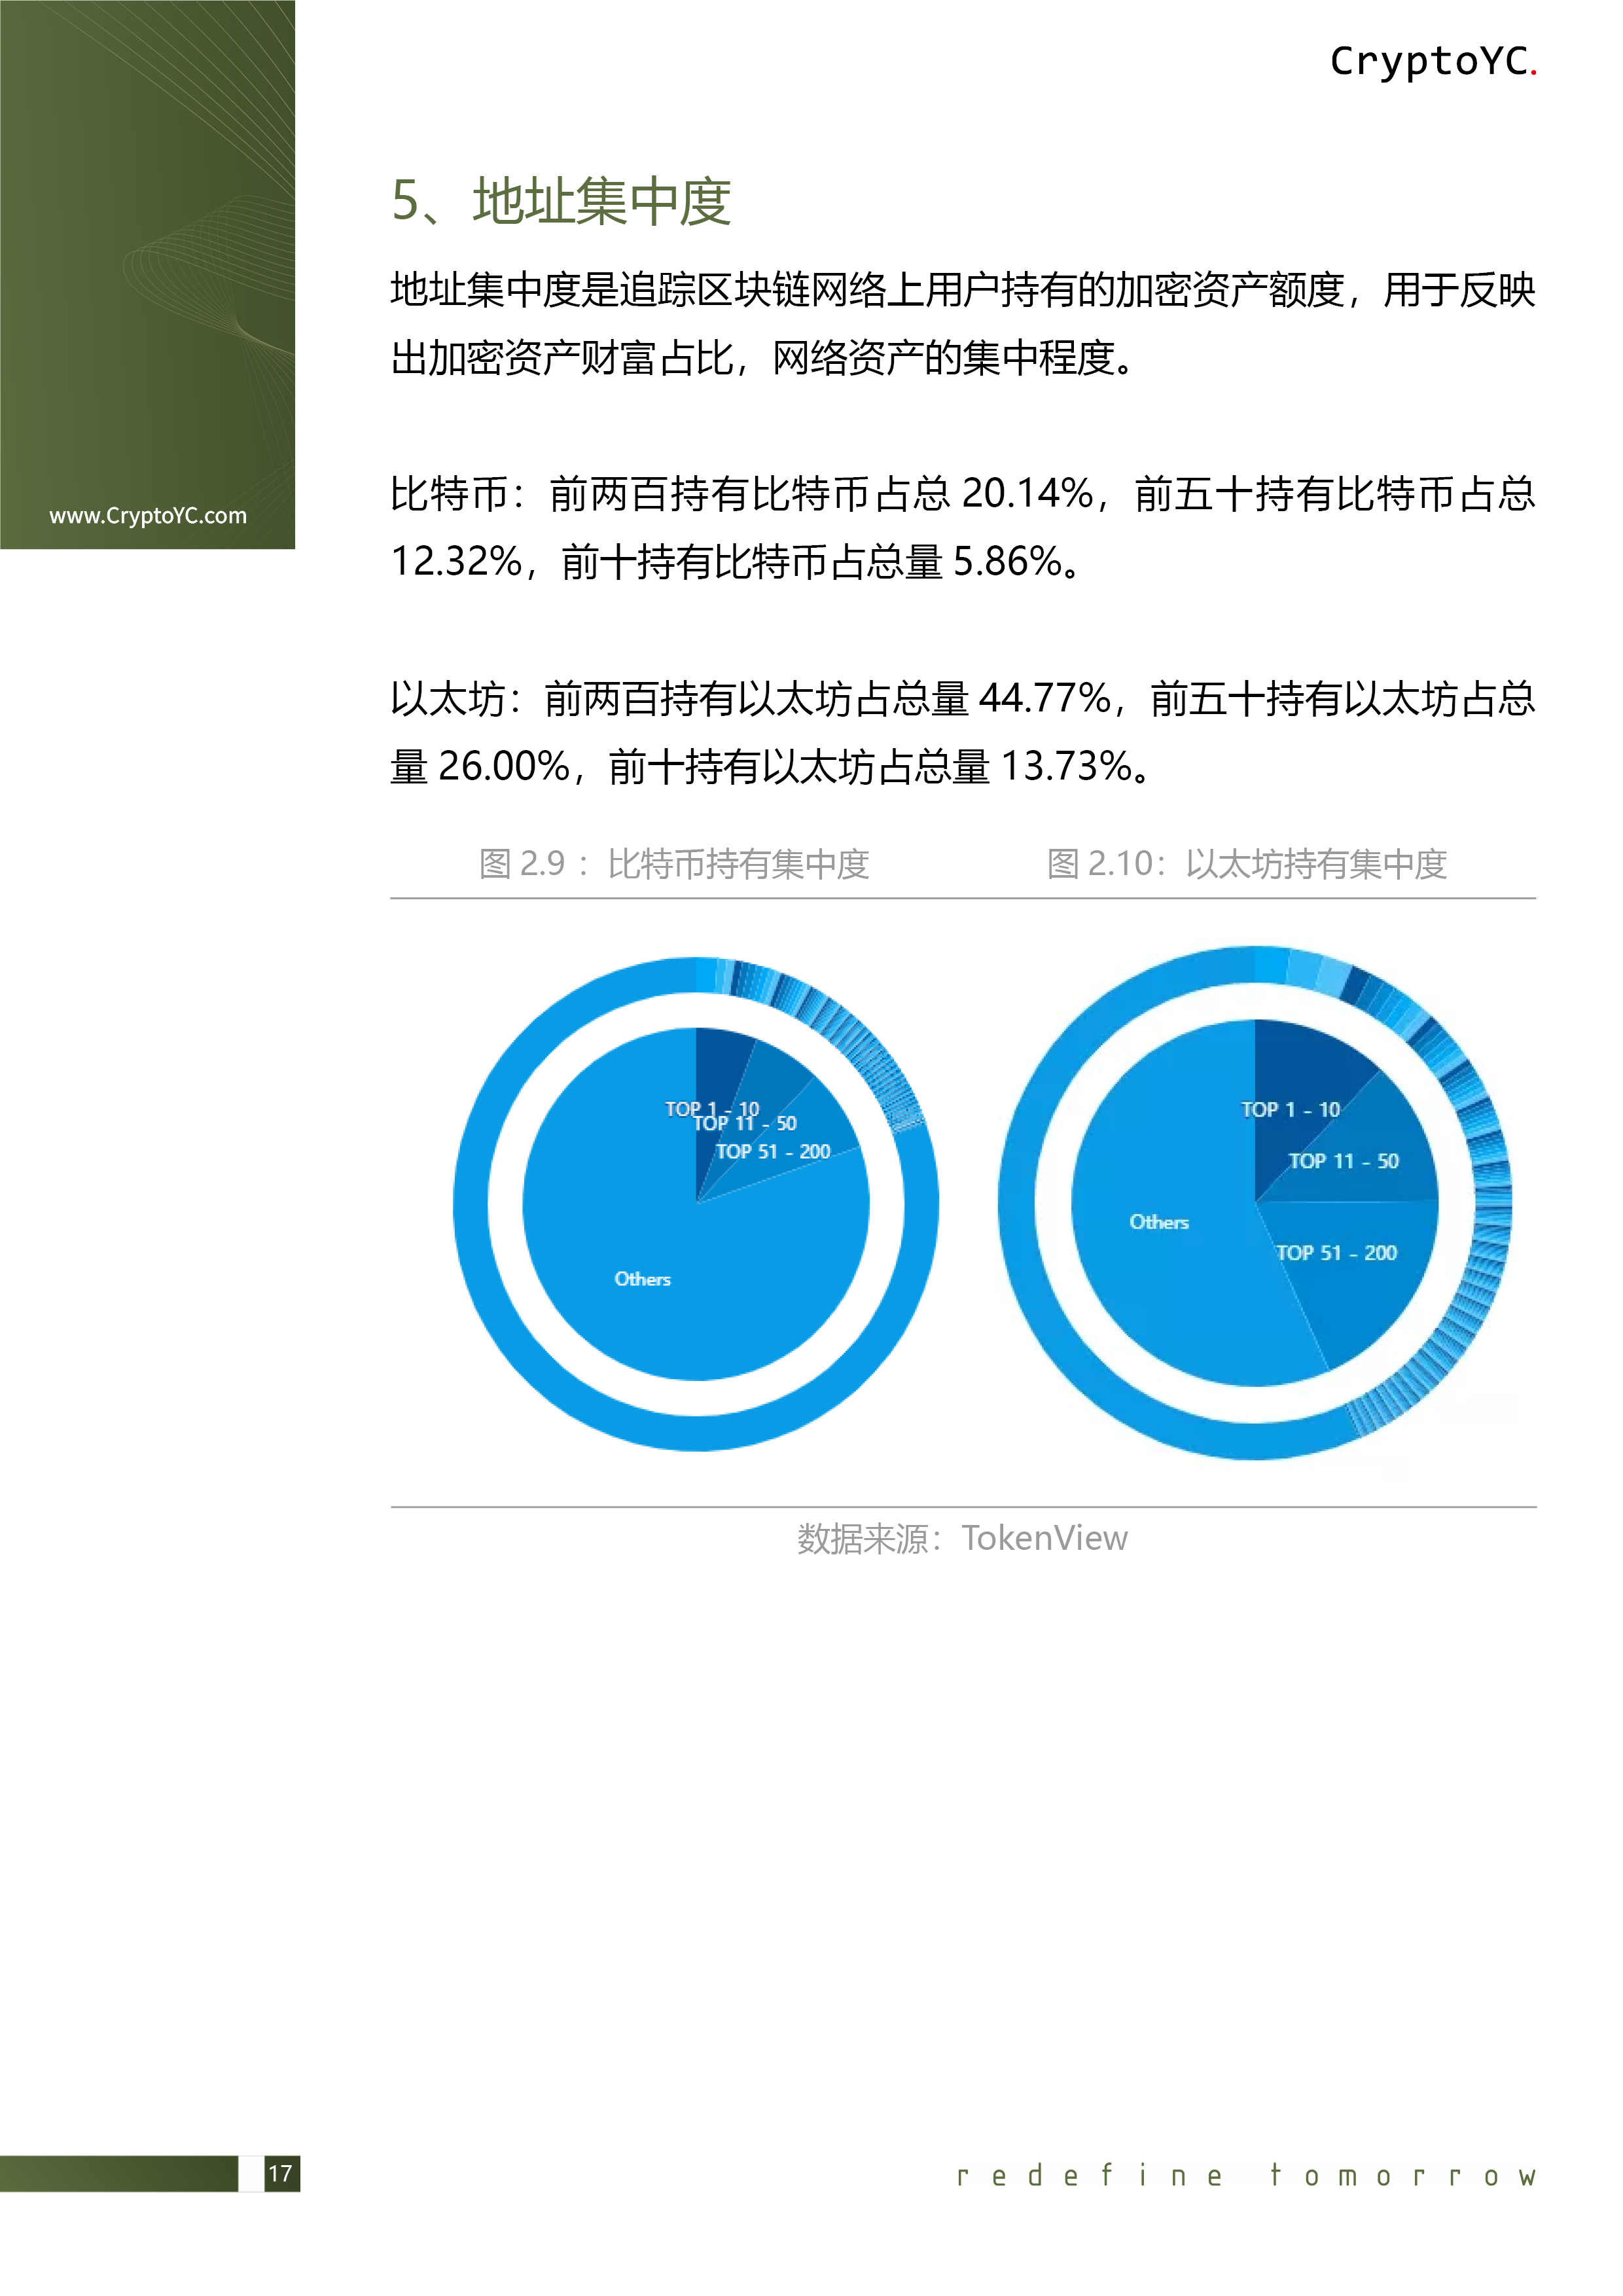 CryptoYC.
www.CryptoYC.com
5、地址集中度
地址集中度是追踪区块链网络上用户持有的加密资产额度，用于反映
出加密资产财富占比，网络资产的集中程度。
比特币：前两百持有比特币占总 20.14%，前五十持有比特币占总
12.32%，前十持有比特币占总量 5.86%。
以太坊：前两百持有以太坊占总量 44.77%，前五十持有以太坊占总
量 26.00%，前十持有以太坊占总量 13.73%。
图 2.9 ：比特币持有集中度
图 2.10：以太坊持有集中度
TOP 1 - 10
TOP 11 - 50
TOP 51 - 200
Others
TOP 1 - 10
TOP 11 - 50
Others
TOP 51 - 200
数据来源：TokenView
17
redefine tomorrow